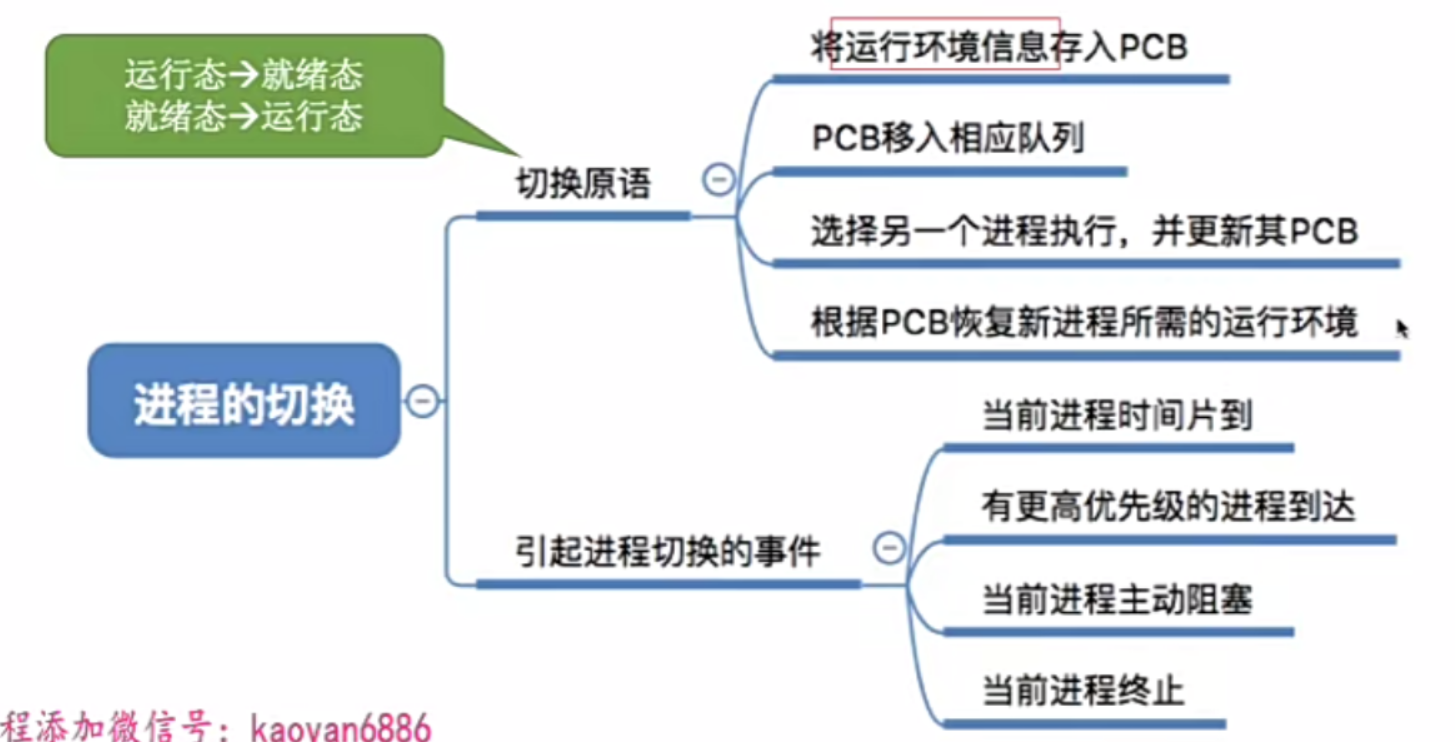 运行态→就绪态
就绪态→运行态
将运行环境信息存入PCB
PCB移入相应队列
切换原语
选择另一个进程执行，并更新其PCB
根据PCB恢复新进程所需的运行环境
进程的切换
当前进程时间片到
有更高优先级的进程到达
引起进程切换的事件
当前进程主动阻塞
当前进程终止
程添加微信号：kaoyan6886